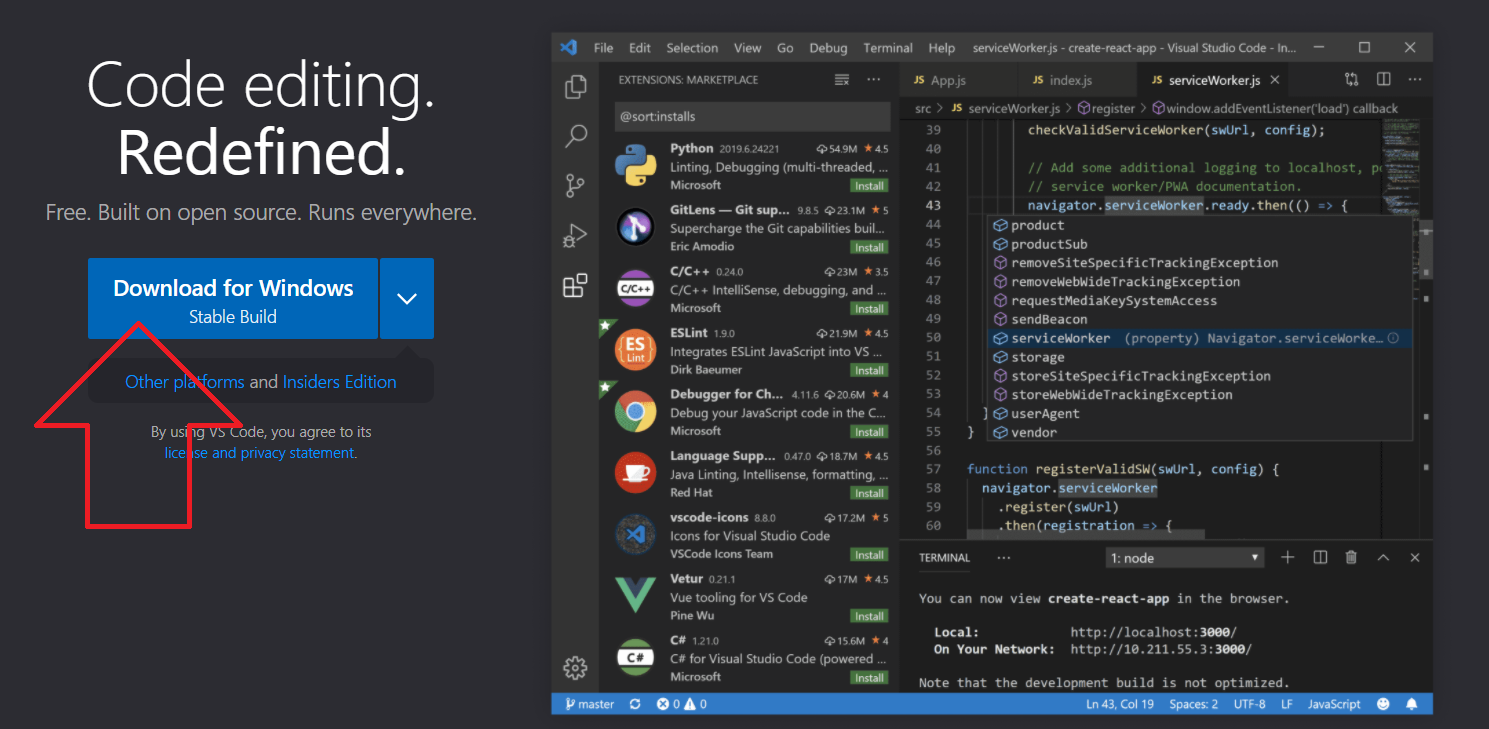 Code editing.
Redefined.
Free. Built on open source. Runs everywhere.
Download for Windows
Stable Build
Other platforms and Insiders Edition
By using VS Code, you agree to its
license and privacy statement.
File Edit Selection View Go Debug Terminal Help serviceWorker.js - create-react-app - Visual Studio Code - In...
EXTENSIONS: MARKETPLACE
@sort:installs
Python 2019.6.24221 54.9M 4.5
Linting, Debugging (multi-threaded, ...
Microsoft Install
GitLens — Git sup... 9.8.5 23.1M 5
Supercharge the Git capabilities buil...
Eric Amodio Install
C/C++
C/C++ 0.24.0 23M 3.5
C/C++ IntelliSense, debugging, and ...
Microsoft Install
ES
Lint
ESLint 1.9.0 21.9M 4.5
Integrates ESLint JavaScript into VS ...
Dirk Baeumer Install
Debugger for Ch... 4.11.6 20.6M 4
Debug your JavaScript code in the C...
Microsoft Install
Language Supp... 0.47.0 18.7M 4.5
Java Linting, Intellisense, formatting, ...
Red Hat Install
vscode-icons 8.8.0 17.2M 5
Icons for Visual Studio Code
VSCode Icons Team Install
Vetur 0.21.1 17M 4.5
Vue tooling for VS Code
Pine Wu Install
C#
C# 1.21.0 15.6M 4
C# for Visual Studio Code (powered ...
Microsoft Install
JS App.js JS index.js JS serviceWorker.js
src > JS serviceWorker.js > register > window.addEventListener('load') callback
39 checkValidServiceWorker(swUrl, config);
40
41 // Add some additional logging to localhost, p
42 // service worker/PWA documentation.
43 navigator.serviceWorker.ready.then(() => {
44 product
45 productSub
46 removeSiteSpecificTrackingException
47 removeWebWideTrackingException
48 requestMediaKeySystemAccess
49 sendBeacon
50 serviceWorker (property) Navigator.serviceWorke...
51 storage
52 storeSiteSpecificTrackingException
53 storeWebWideTrackingException
54 } userAgent
55 } vendor
56
57 function registerValidSW(swUrl, config) {
58 navigator.serviceWorker
59 .register(swUrl)
60 .then(registration => {
TERMINAL ... 1: node
You can now view create-react-app in the browser.
Local: http://localhost:3000/
On Your Network: http://10.211.55.3:3000/
Note that the development build is not optimized.
master 0 0 Ln 43, Col 19 Spaces: 2 UTF-8 LF JavaScript